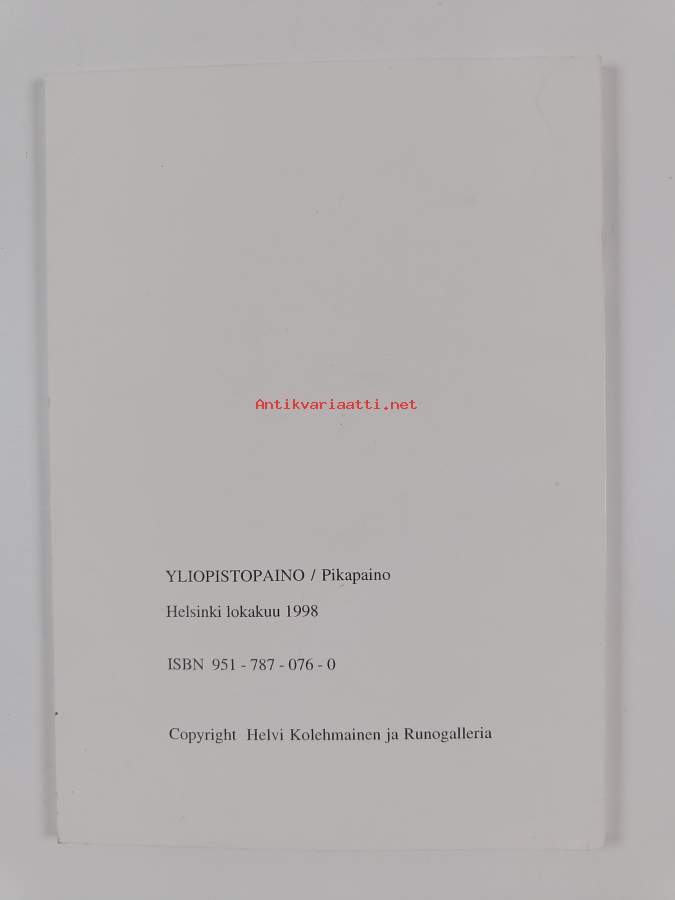 Antikvariaatti.net
YLIOPISTOPAINO / Pikapaino
Helsinki lokakuu 1998
ISBN 951 - 787 - 076 - 0
Copyright Helvi Kolehmainen ja Runogalleria